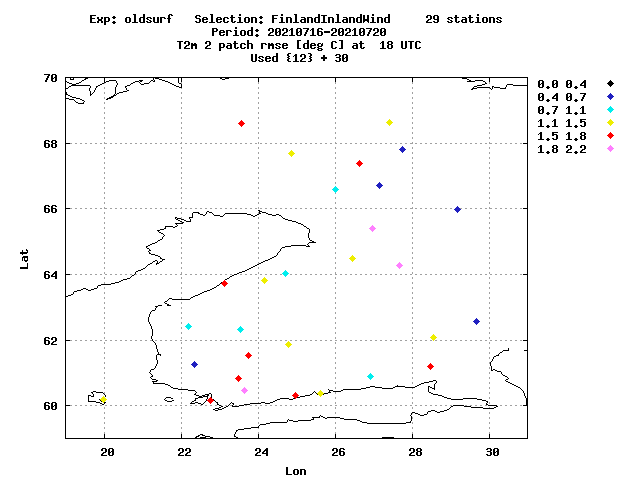 Exp: oldsurf   Selection: FinlandInlandWind     29 stations
Period: 20210716-20210720
T2m 2 patch rmse [deg C] at  18 UTC
Used {12} + 30
0.0 0.4
0.4 0.7
0.7 1.1
1.1 1.5
1.5 1.8
1.8 2.2
70
68
66
64
62
60
Lat
20 22 24 26 28 30
Lon